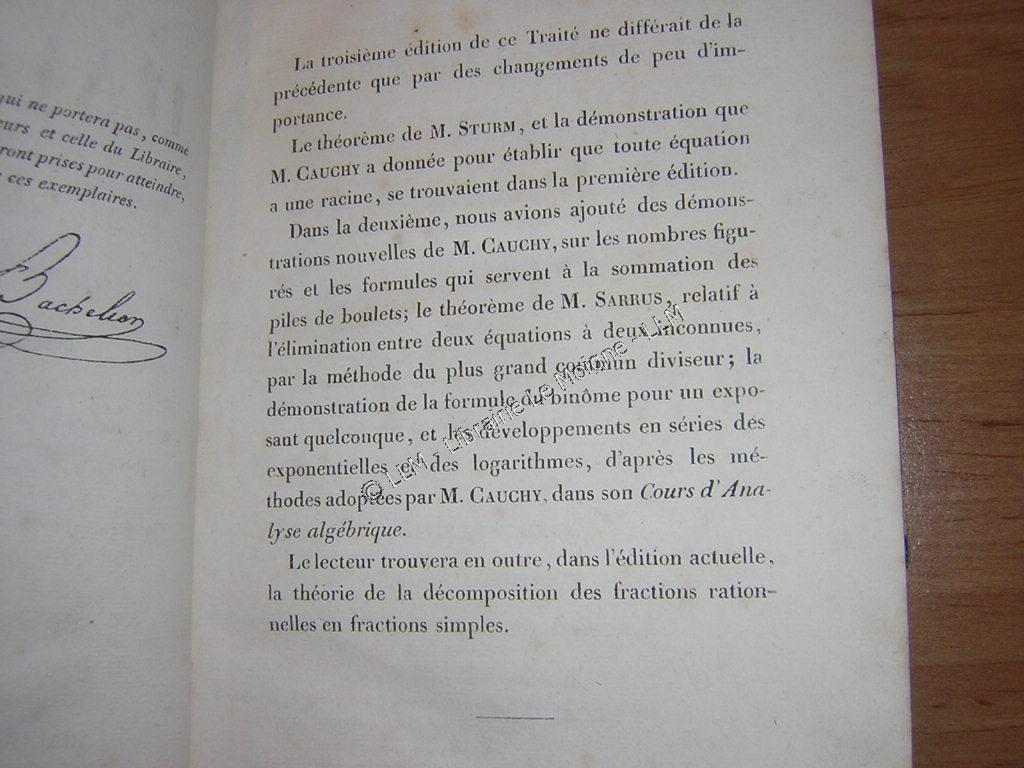 qui ne portera pas, comme
eurs et celle du Libraire,
ront prises pour atteindre,
ces exemplaires.
Bachelier
La troisième édition de ce Traité ne différait de la
précédente que par des changements de peu d'im-
portance.
Le théorème de M. STURM, et la démonstration que
M. CAUCHY a donnée pour établir que toute équation
a une racine, se trouvaient dans la première édition.
Dans la deuxième, nous avions ajouté des démons-
trations nouvelles de M. CAUCHY, sur les nombres figu-
rés et les formules qui servent à la sommation des
piles de boulets; le théorème de M. SARRUS, relatif à
l'élimination entre deux équations à deux inconnues,
par la méthode du plus grand commun diviseur; la
démonstration de la formule du binôme pour un expo-
sant quelconque, et les développements en séries des
exponentielles et des logarithmes, d'après les mé-
thodes adoptées par M. CAUCHY, dans son Cours d'Ana-
lyse algébrique.
Le lecteur trouvera en outre, dans l'édition actuelle,
la théorie de la décomposition des fractions ration-
nelles en fractions simples.
© LLM - Librairie Le Moigne - LLM